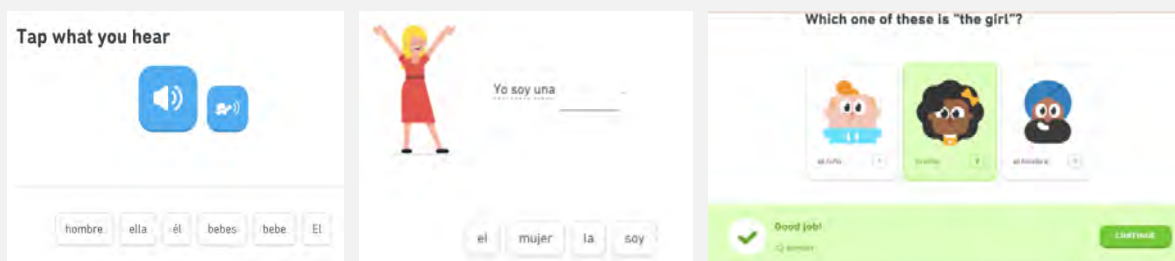 Tap what you hear
hombre ella él bebes bebe El
Yo soy una
el mujer la soy
Which one of these is "the girl"?
Good job!
CONTINUE